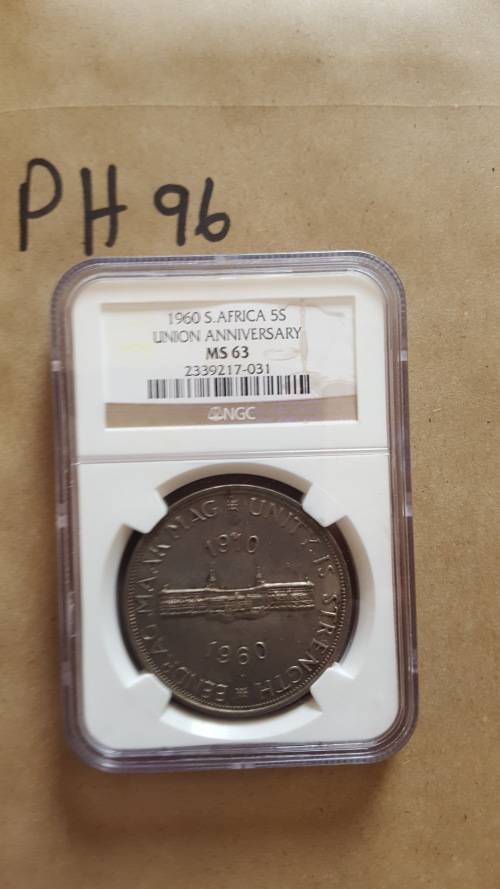 PH 96
1960 S.AFRICA 5S
UNION ANNIVERSARY
MS 63
2339217-031
NGC
EENDRAG MAAK MAG UNITY IS STRENGTH
1910
1960